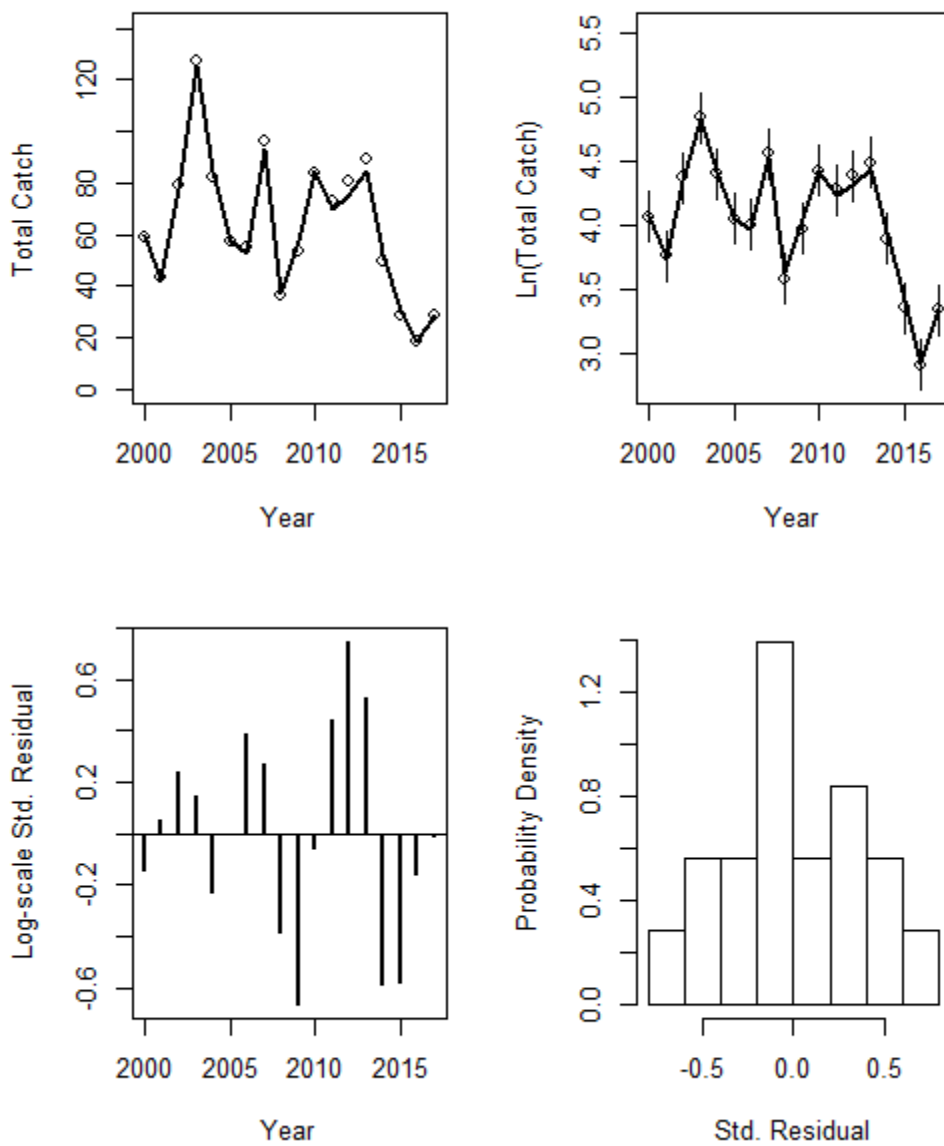 Total Catch
120
80
60
40
20
0
2000 2005 2010 2015
Year
Ln(Total Catch)
5.5
5.0
4.5
4.0
3.5
3.0
2000 2005 2010 2015
Year
Log-scale Std. Residual
0.6
0.2
-0.2
-0.6
2000 2005 2010 2015
Year
Probability Density
1.2
0.8
0.4
0.0
-0.5 0.0 0.5
Std. Residual